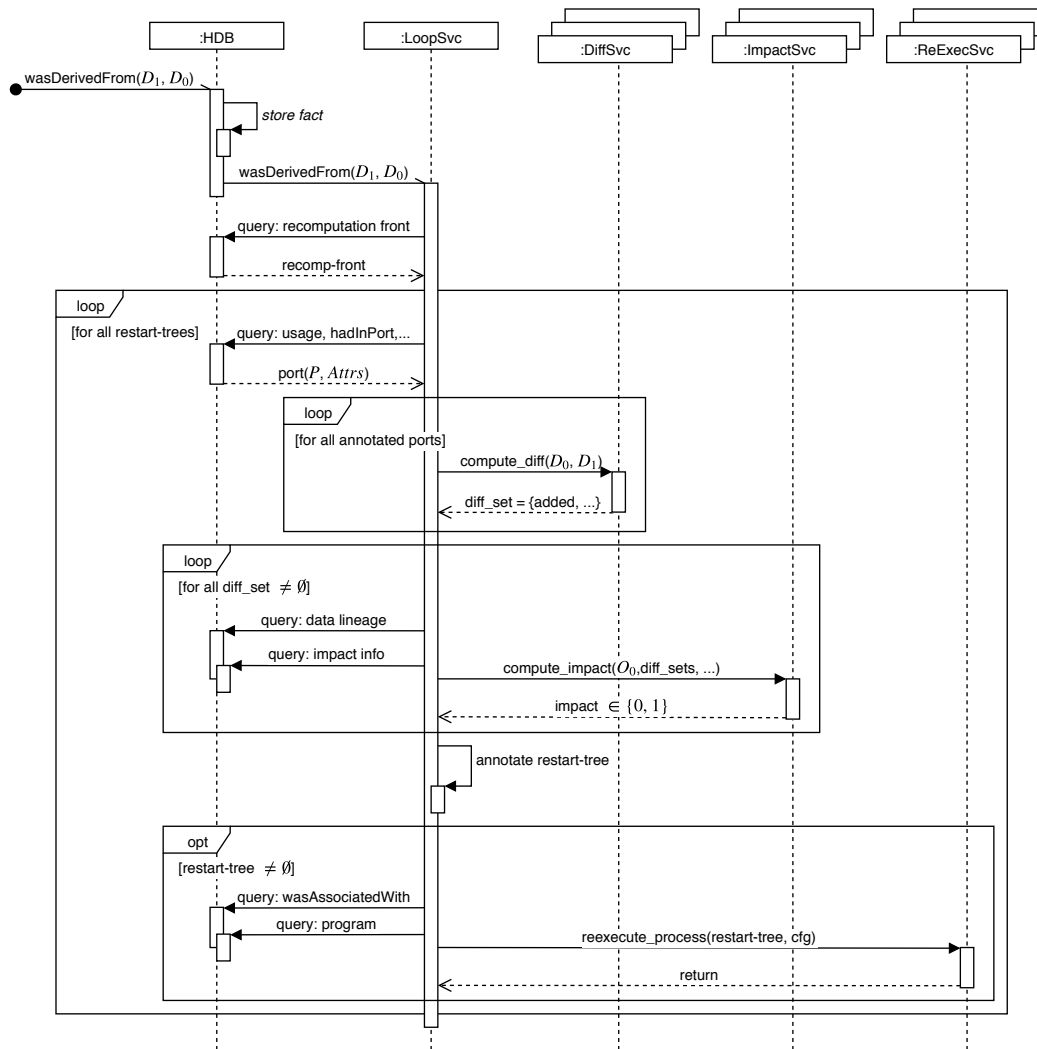 :HDB
:LoopSvc
:DiffSvc
:ImpactSvc
:ReExecSvc
wasDerivedFrom(D₁, D₀)
store fact
wasDerivedFrom(D₁, D₀)
query: recomputation front
recomp-front
loop
[for all restart-trees]
query: usage, hadInPort,...
port(P, Attrs)
loop
[for all annotated ports]
compute_diff(D₀, D₁)
diff_set = {added, ...}
loop
[for all diff_set ≠ ∅]
query: data lineage
query: impact info
compute_impact(O₀,diff_sets, ...)
impact ∈ {0, 1}
annotate restart-tree
opt
[restart-tree ≠ ∅]
query: wasAssociatedWith
query: program
reexecute_process(restart-tree, cfg)
return